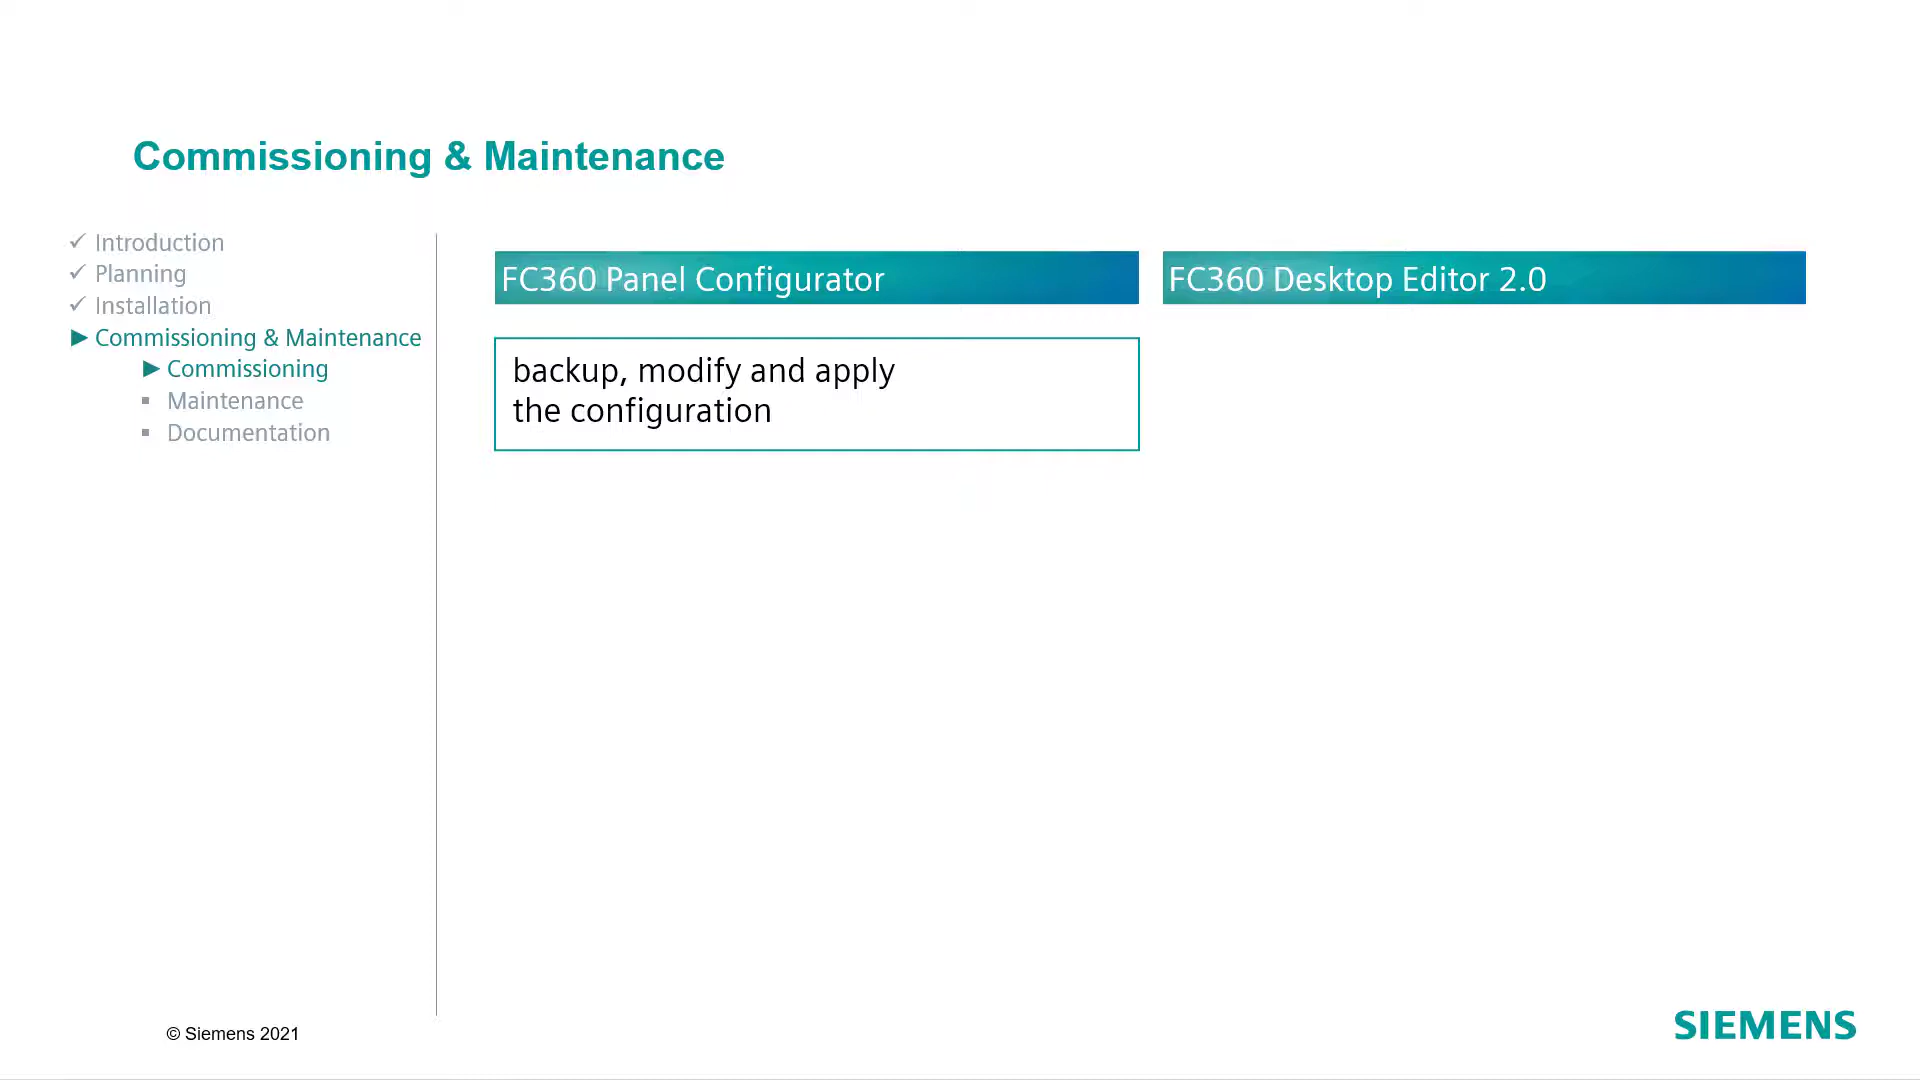 Commissioning & Maintenance
✓ Introduction
✓ Planning
✓ Installation
► Commissioning & Maintenance
► Commissioning
▪ Maintenance
▪ Documentation
FC360 Panel Configurator
backup, modify and apply
the configuration
FC360 Desktop Editor 2.0
© Siemens 2021
SIEMENS